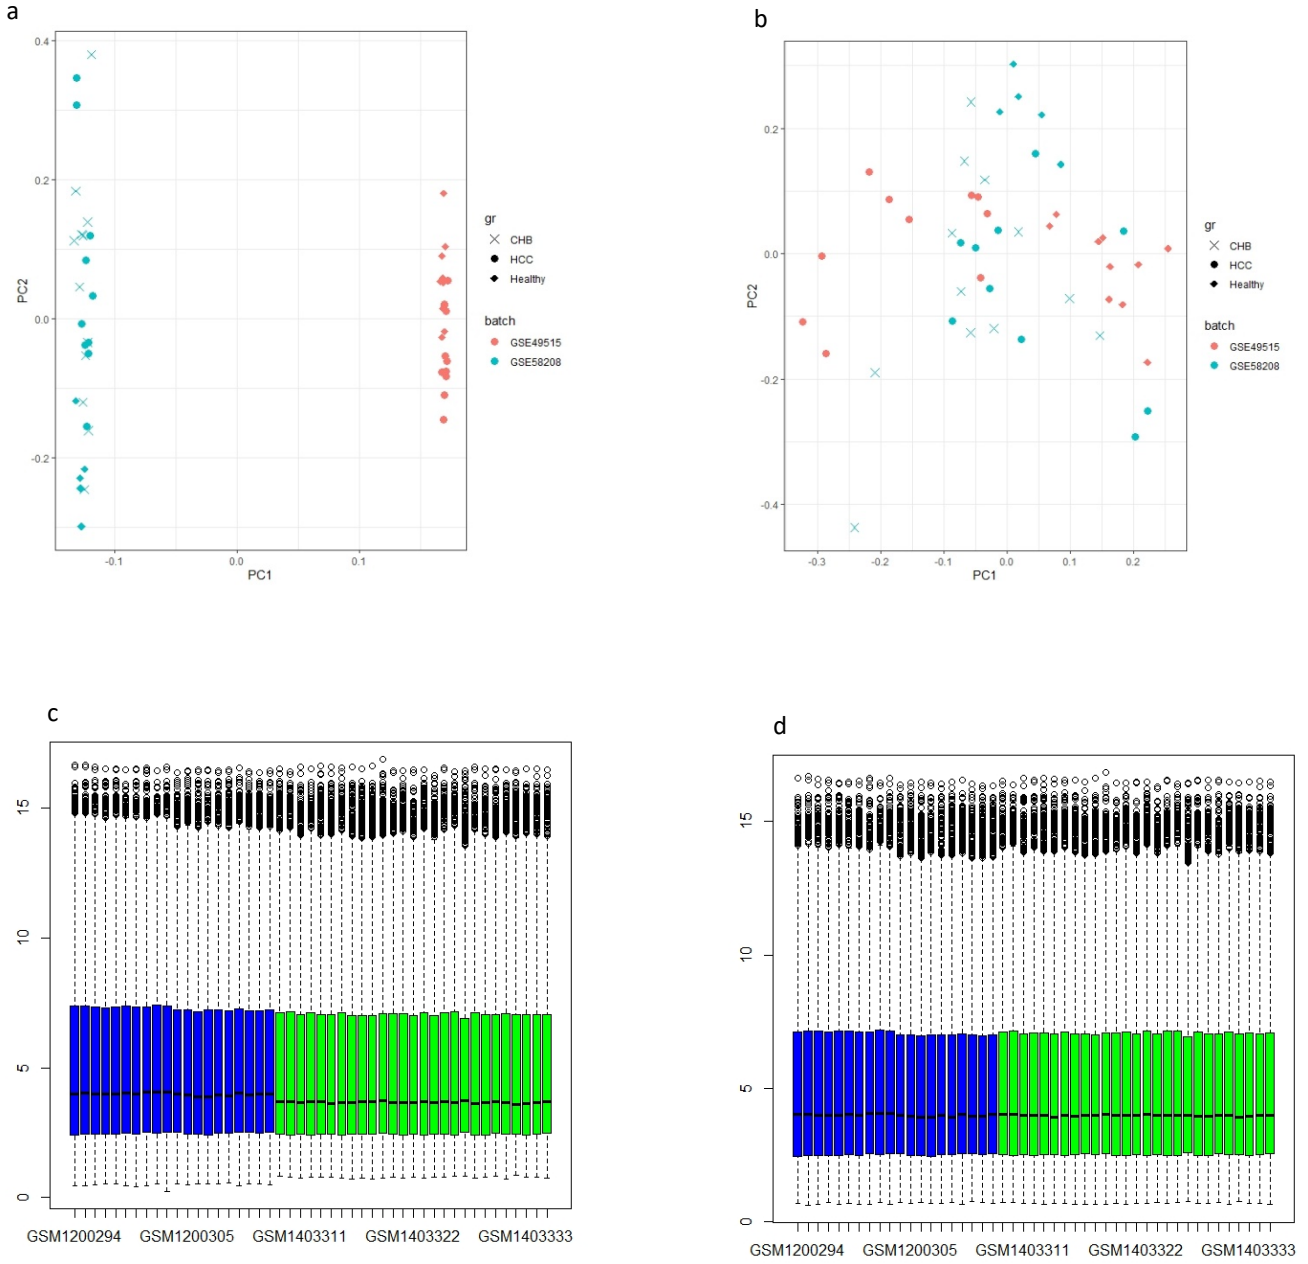 a
0.4
0.2
0.0
-0.2
PC2
-0.1
0.0
0.1
PC1
gr
CHB
HCC
Healthy
batch
GSE49515
GSE58208
b
0.2
0.0
-0.2
-0.4
PC2
-0.3
-0.2
-0.1
0.0
0.1
0.2
PC1
gr
CHB
HCC
Healthy
batch
GSE49515
GSE58208
c
15
10
5
0
GSM1200294 GSM1200305 GSM1403311 GSM1403322 GSM1403333
d
15
10
5
0
GSM1200294 GSM1200305 GSM1403311 GSM1403322 GSM1403333